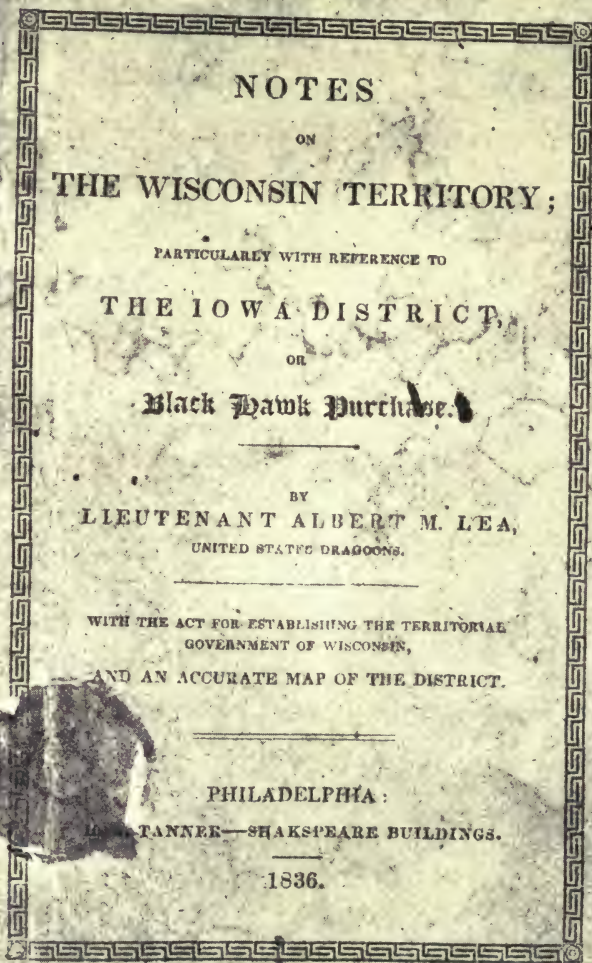 NOTES
ON
THE WISCONSIN TERRITORY;
PARTICULARLY WITH REFERENCE TO
THE IOWA DISTRICT,
OR
Black Hawk Purchase.
BY
LIEUTENANT ALBERT M. LEA,
UNITED STATES DRAGOONS.
WITH THE ACT FOR ESTABLISHING THE TERRITORIAL
GOVERNMENT OF WISCONSIN,
AND AN ACCURATE MAP OF THE DISTRICT.
PHILADELPHIA:
TANNER—SHAKSPEARE BUILDINGS.
1836.